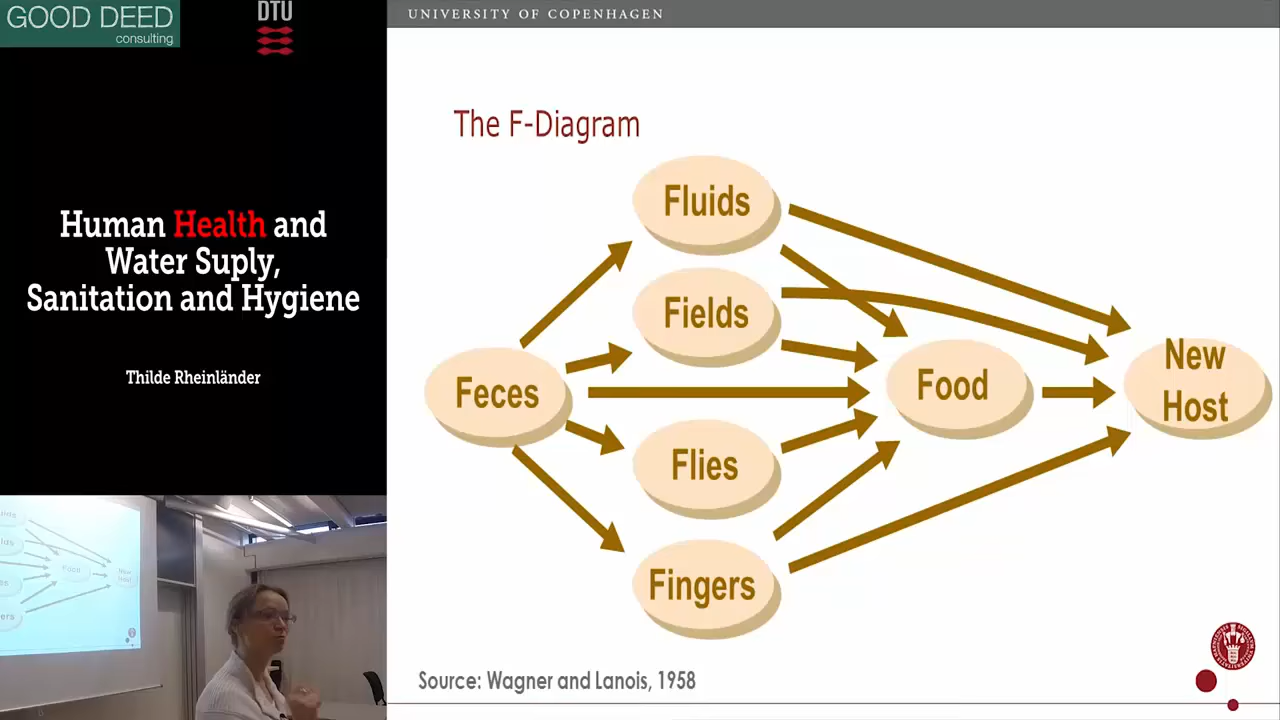 GOOD DEED
consulting
DTU
UNIVERSITY OF COPENHAGEN
Human Health and
Water Suply,
Sanitation and Hygiene
Thilde Rheinländer
The F-Diagram
Fluids
Fields
Feces
Food
New
Host
Flies
Fingers
Source: Wagner and Lanois, 1958